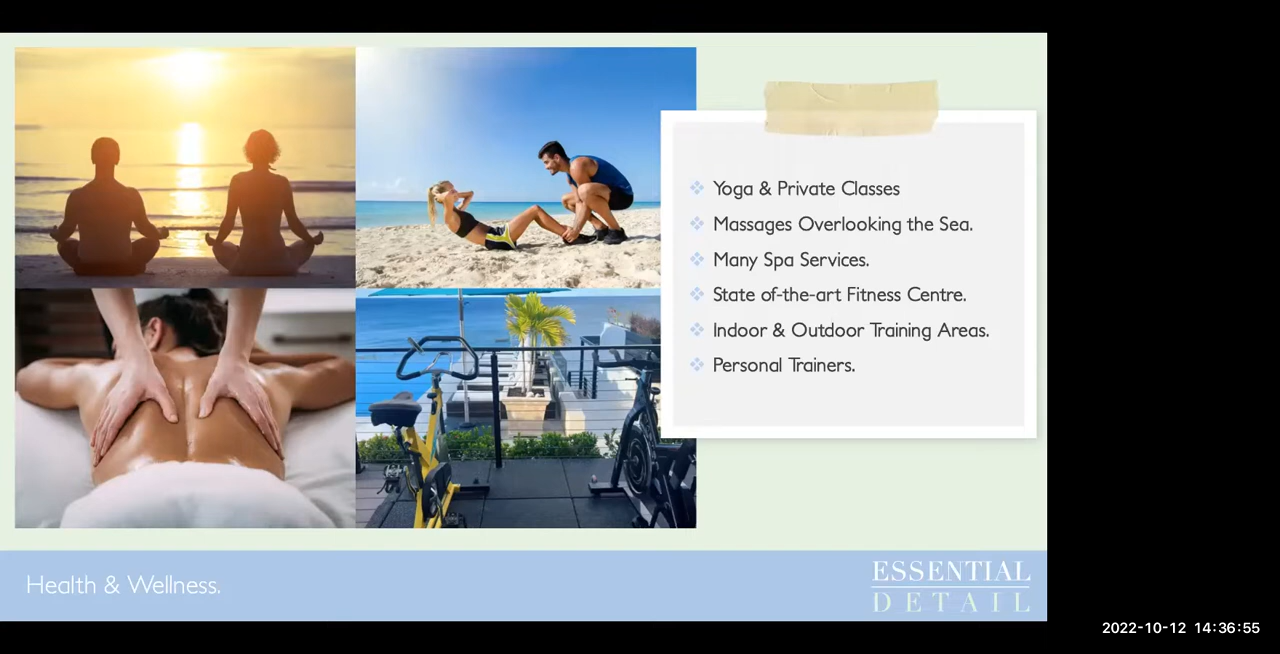 Yoga & Private Classes
Massages Overlooking the Sea.
Many Spa Services.
State of-the-art Fitness Centre.
Indoor & Outdoor Training Areas.
Personal Trainers.
Health & Wellness.
ESSENTIAL
DETAIL
2022-10-12 14:36:55